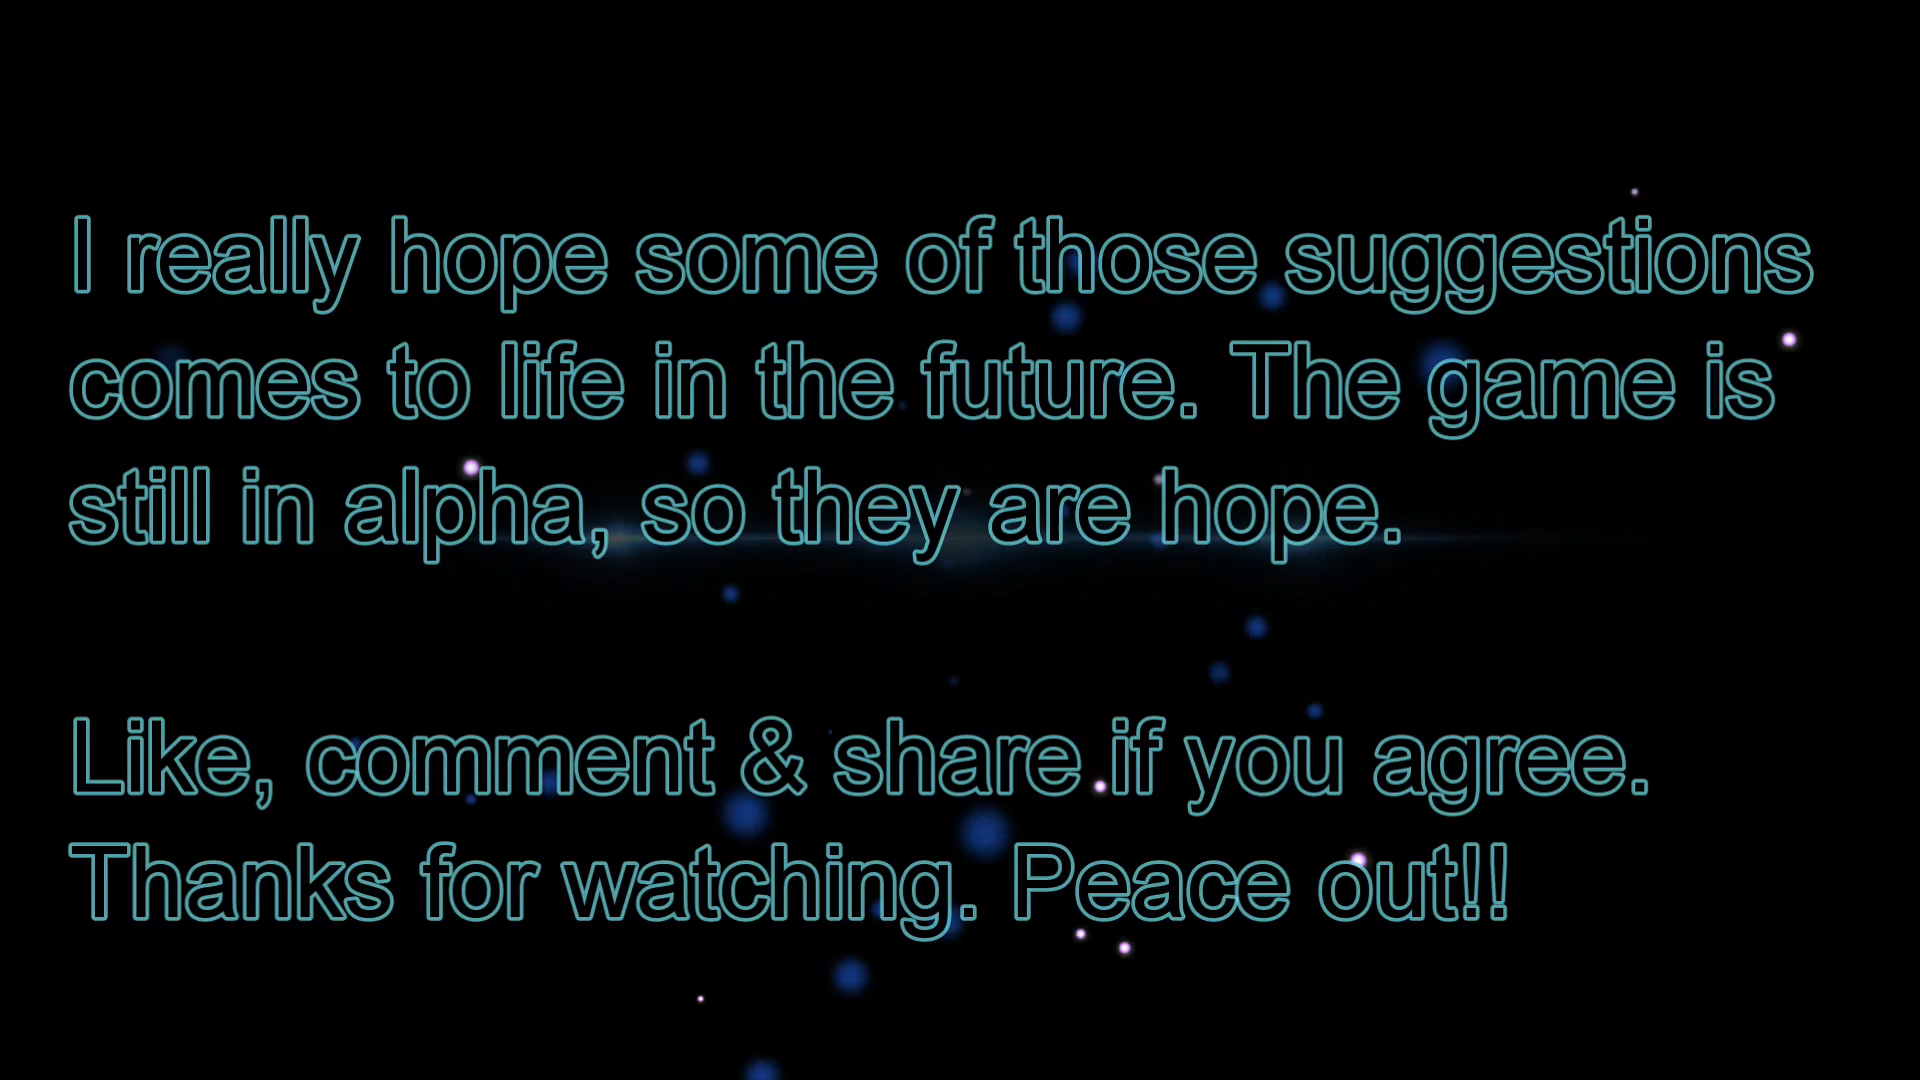 I really hope some of those suggestions
comes to life in the future. The game is
still in alpha, so they are hope.
Like, comment & share if you agree.
Thanks for watching. Peace out!!